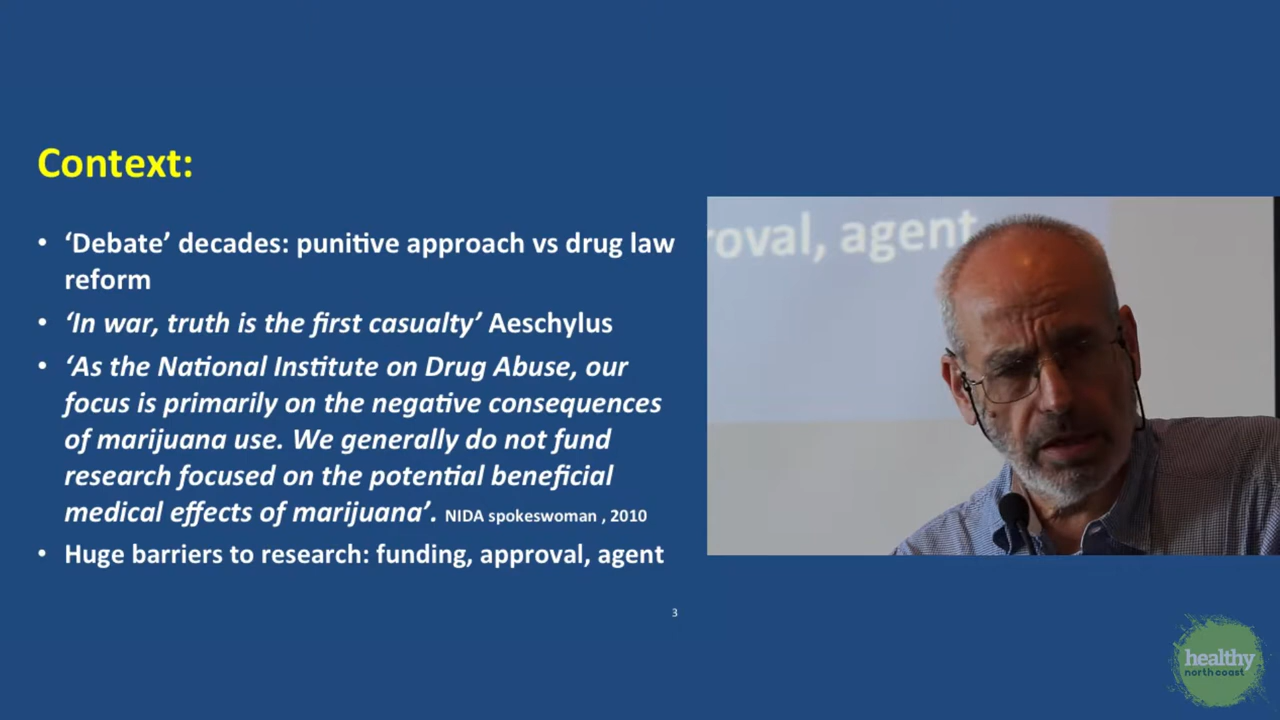 Context:
• ‘Debate’ decades: punitive approach vs drug law
reform
• ‘In war, truth is the first casualty’ Aeschylus
• ‘As the National Institute on Drug Abuse, our
focus is primarily on the negative consequences
of marijuana use. We generally do not fund
research focused on the potential beneficial
medical effects of marijuana’. NIDA spokeswoman , 2010
• Huge barriers to research: funding, approval, agent
3
roval, agent
healthy
north coast